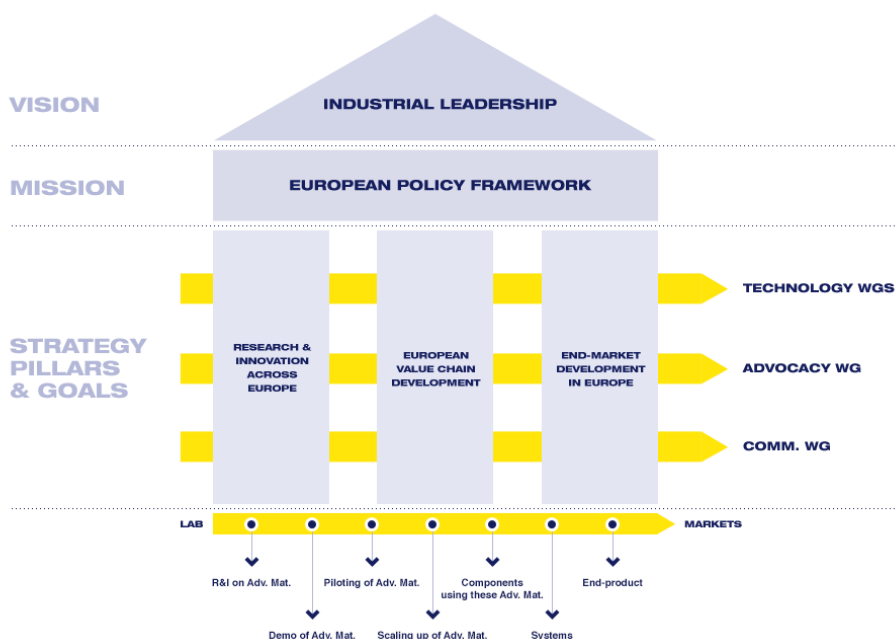 VISION
INDUSTRIAL LEADERSHIP
MISSION
EUROPEAN POLICY FRAMEWORK
STRATEGY
PILLARS
& GOALS
RESEARCH &
INNOVATION
ACROSS
EUROPE
EUROPEAN
VALUE CHAIN
DEVELOPMENT
END-MARKET
DEVELOPMENT
IN EUROPE
TECHNOLOGY WGS
ADVOCACY WG
COMM. WG
LAB
MARKETS
R&I on Adv. Mat.
Piloting of Adv. Mat.
Components
using these Adv. Mat.
End-product
Demo of Adv. Mat.
Scaling up of Adv. Mat.
Systems